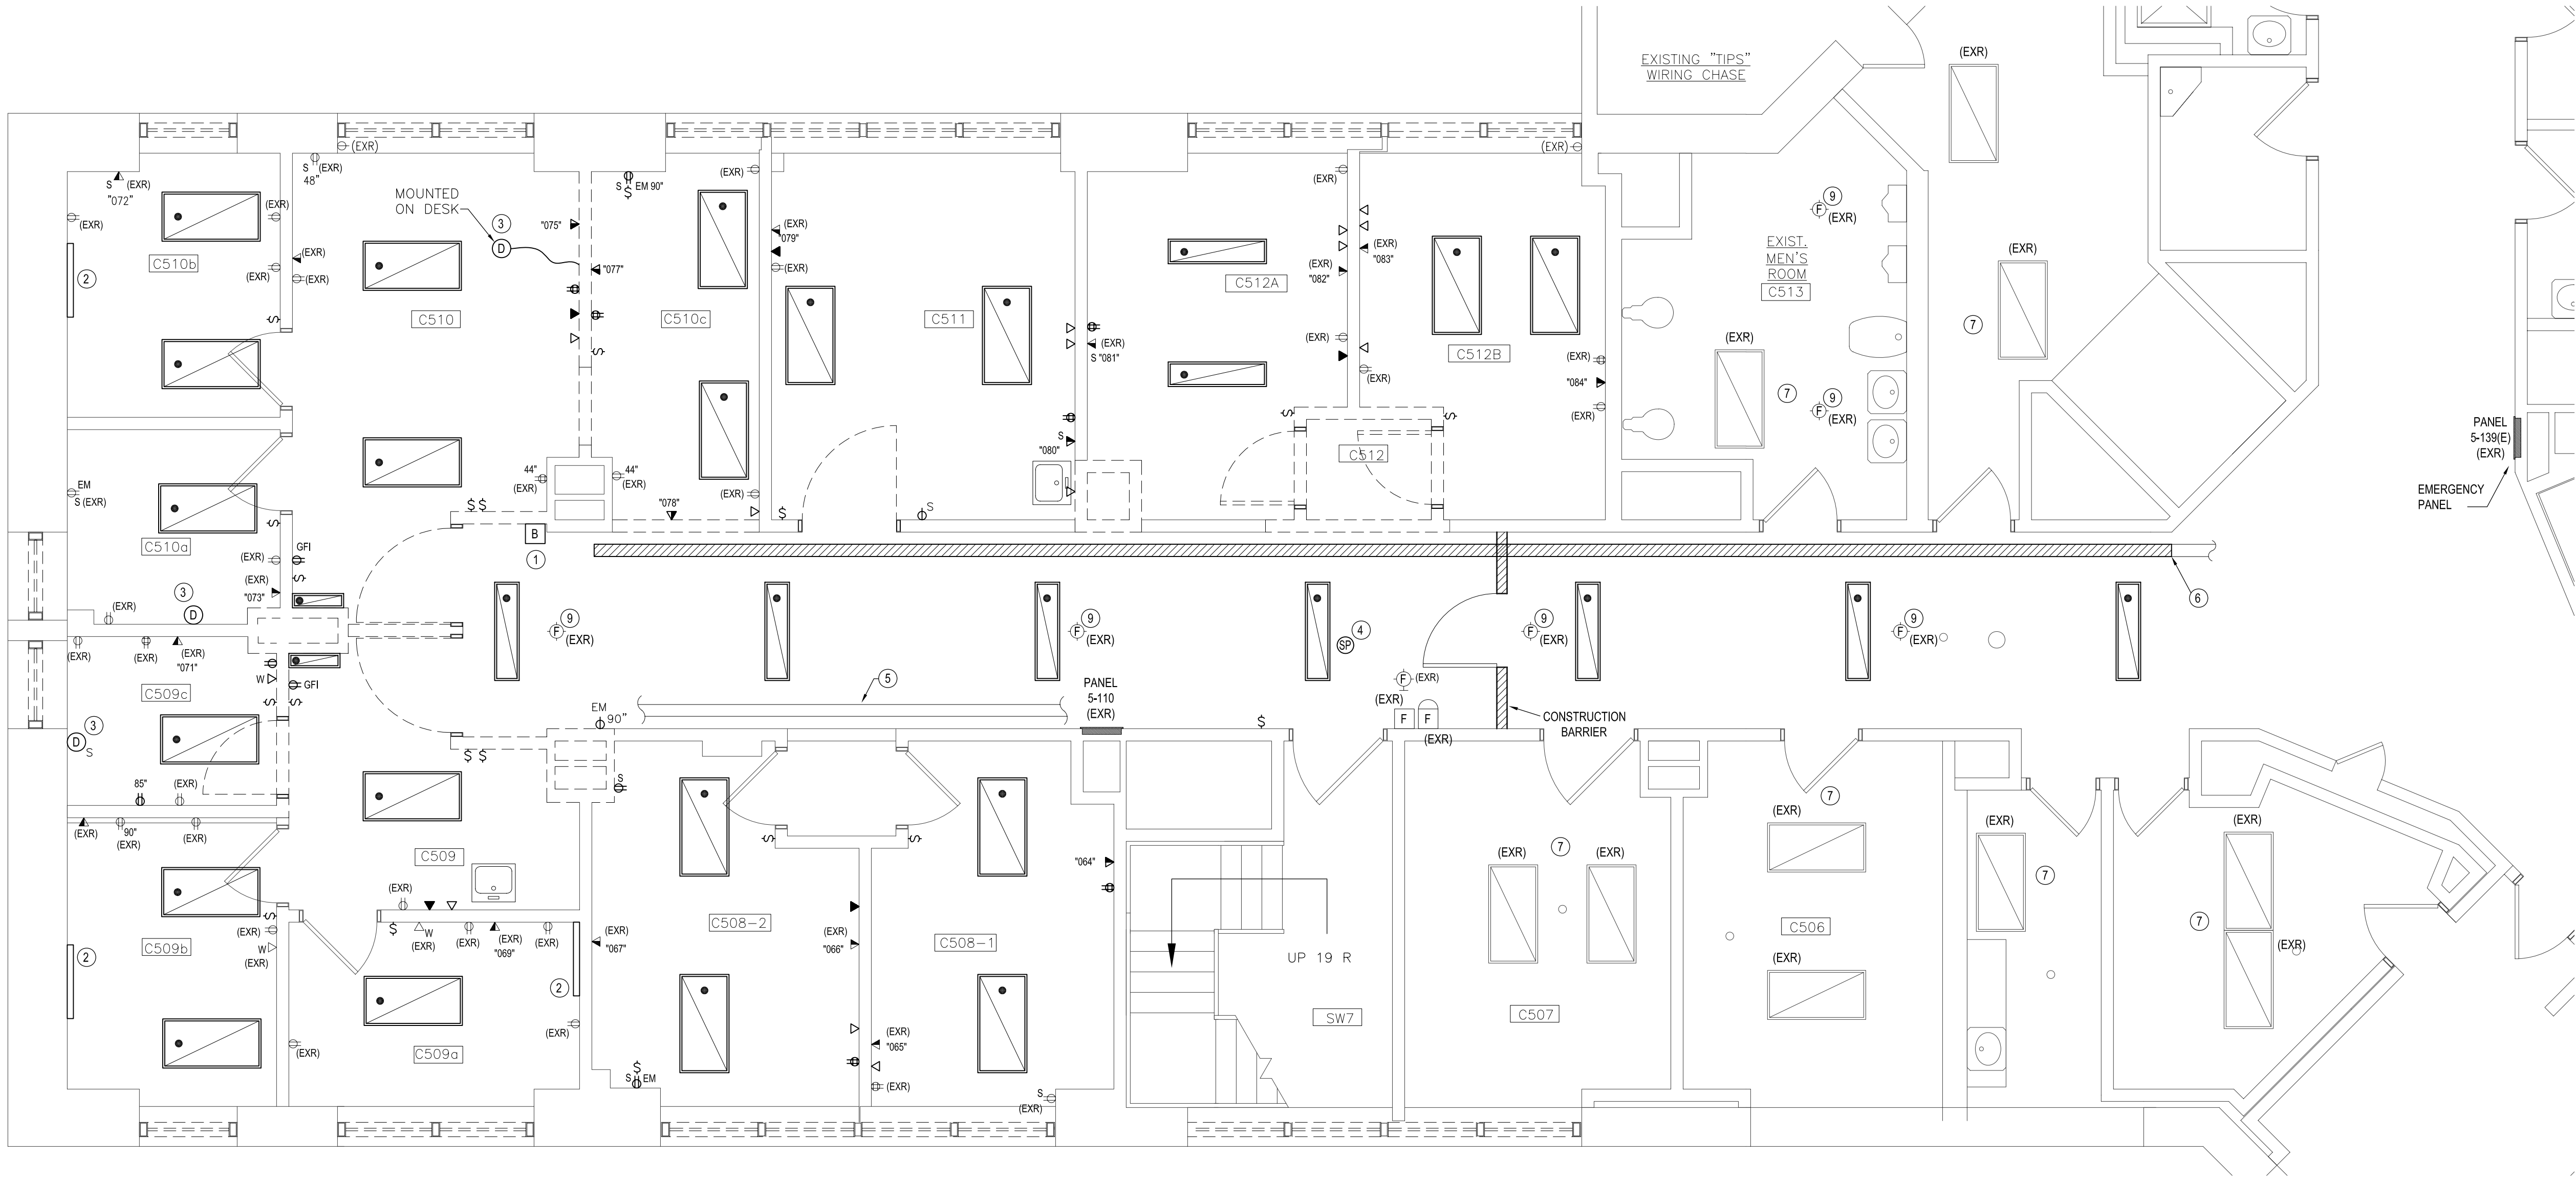 EXISTING "TIPS"
WIRING CHASE
(EXR)
(EXR)
S (EXR)
48"
S (EXR)
"072"
(EXR)
(EXR)
C510b
(EXR)
2
(EXR)
(EXR)
MOUNTED
ON DESK
3
D
"075"
C510
S EM 90"
$
(EXR)
"077"
C510c
(EXR)
"079"
(EXR)
C511
(EXR)
(EXR)
C512A
(EXR)
"082"
(EXR)
"083"
(EXR)
(EXR)
S "081"
(EXR)
C512B
(EXR)
"084"
(EXR)
9
F
(EXR)
EXIST.
MEN'S
ROOM
C513
(EXR)
7
9
F
(EXR)
(EXR)
7
PANEL
5-139(E)
(EXR)
EMERGENCY
PANEL
EM
S (EXR)
C510a
(EXR)
GFI
(EXR)
"073"
3
D
(EXR)
$ $
44"
(EXR)
44"
(EXR)
"078"
(EXR)
$
S
S
"080"
C512
B
1
6
9
F
(EXR)
9
F
(EXR)
4
SP
9
F
(EXR)
9
F
(EXR)
F
(EXR)
(EXR)
F
F
(EXR)
CONSTRUCTION
BARRIER
5
PANEL
5-110
(EXR)
(EXR)
(EXR)
(EXR)
"071"
W
GFI
C509c
3
D
S
EM
90"
$
$ $
85"
(EXR)
S
(EXR)
90"
(EXR)
(EXR)
C509
(EXR)
$
W
(EXR)
(EXR)
(EXR)
"069"
(EXR)
C509b
(EXR)
W
(EXR)
2
2
(EXR)
(EXR)
C509a
(EXR)
"067"
C508-2
(EXR)
"066"
"064"
C508-1
(EXR)
"065"
(EXR)
S
(EXR)
$
S EM
UP 19 R
SW7
7
(EXR)
(EXR)
C507
(EXR)
7
C506
(EXR)
(EXR)
7
(EXR)
7
(EXR)